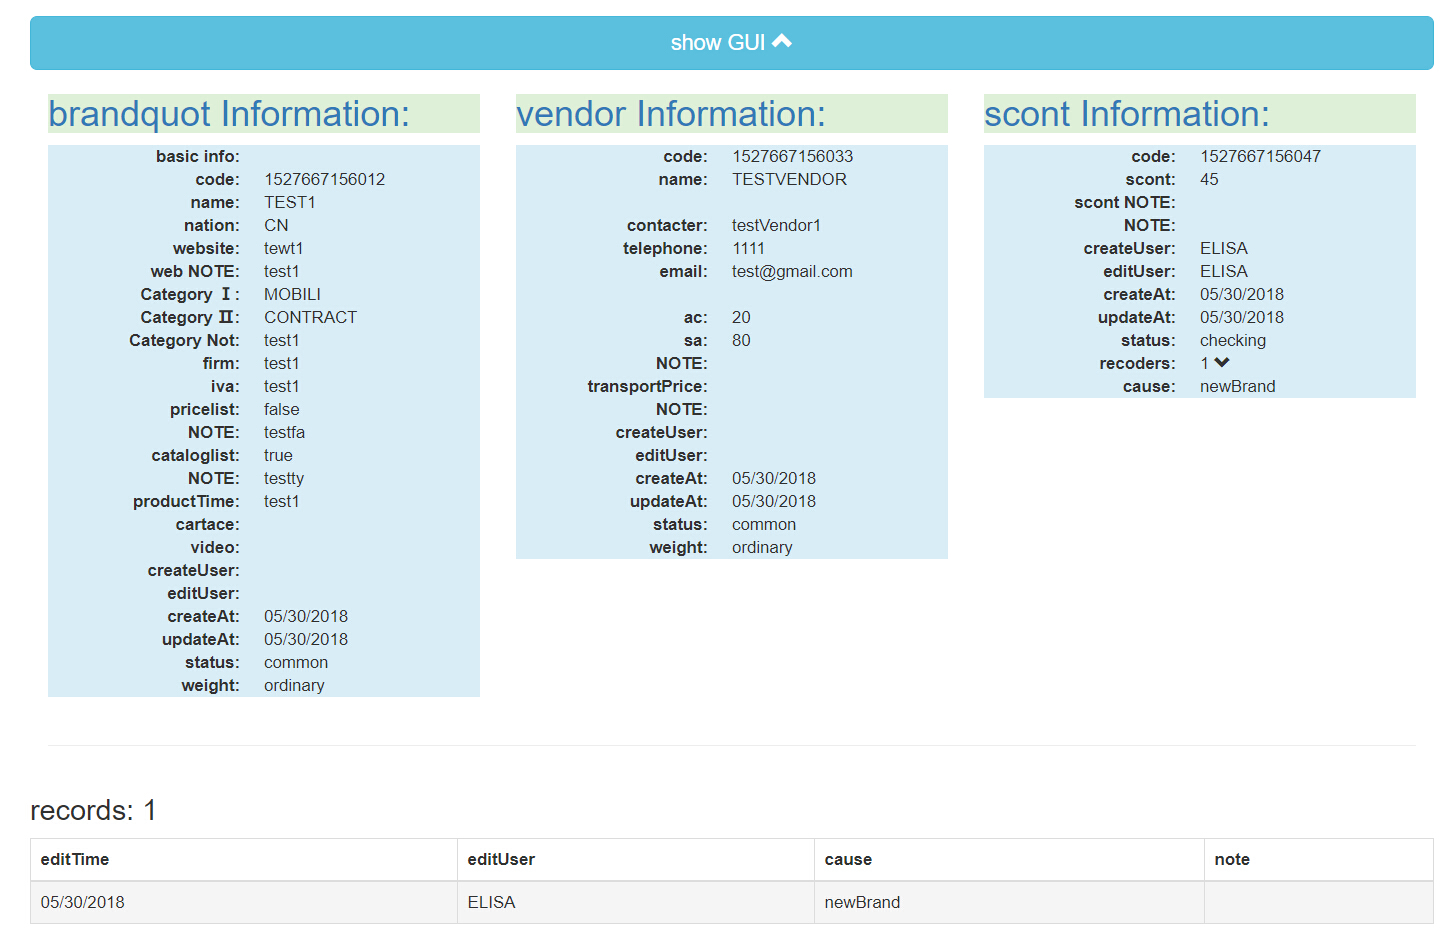 show GUI
brandquot Information:
basic info:
code: 1527667156012
name: TEST1
nation: CN
website: tewt1
web NOTE: test1
Category Ⅰ: MOBILI
Category Ⅱ: CONTRACT
Category Not: test1
firm: test1
iva: test1
pricelist: false
NOTE: testfa
cataloglist: true
NOTE: testty
productTime: test1
cartace:
video:
createUser:
editUser:
createAt: 05/30/2018
updateAt: 05/30/2018
status: common
weight: ordinary
vendor Information:
code: 1527667156033
name: TESTVENDOR
contacter: testVendor1
telephone: 1111
email: test@gmail.com
ac: 20
sa: 80
NOTE:
transportPrice:
NOTE:
createUser:
editUser:
createAt: 05/30/2018
updateAt: 05/30/2018
status: common
weight: ordinary
scont Information:
code: 1527667156047
scont: 45
scont NOTE:
NOTE:
createUser: ELISA
editUser: ELISA
createAt: 05/30/2018
updateAt: 05/30/2018
status: checking
recoders: 1
cause: newBrand
records: 1
editTime editUser cause note
05/30/2018 ELISA newBrand